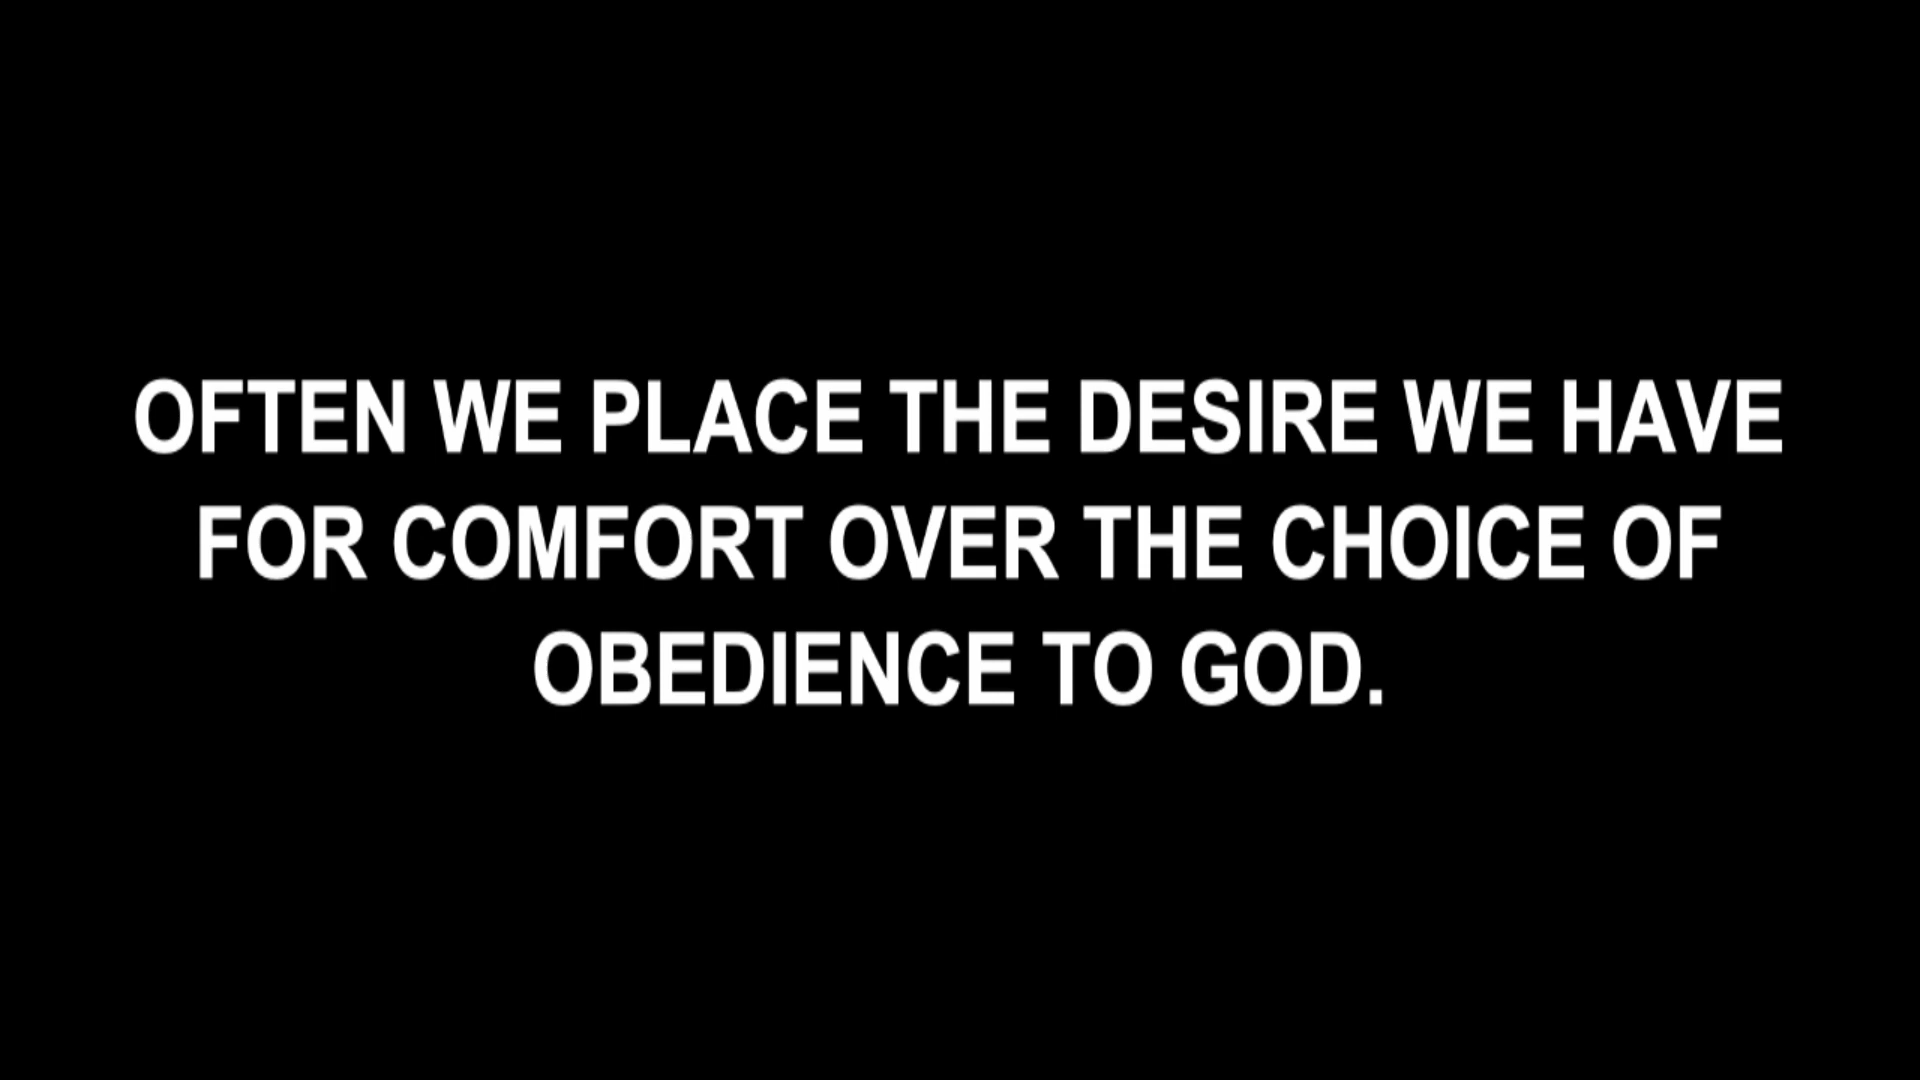 OFTEN WE PLACE THE DESIRE WE HAVE
FOR COMFORT OVER THE CHOICE OF
OBEDIENCE TO GOD.